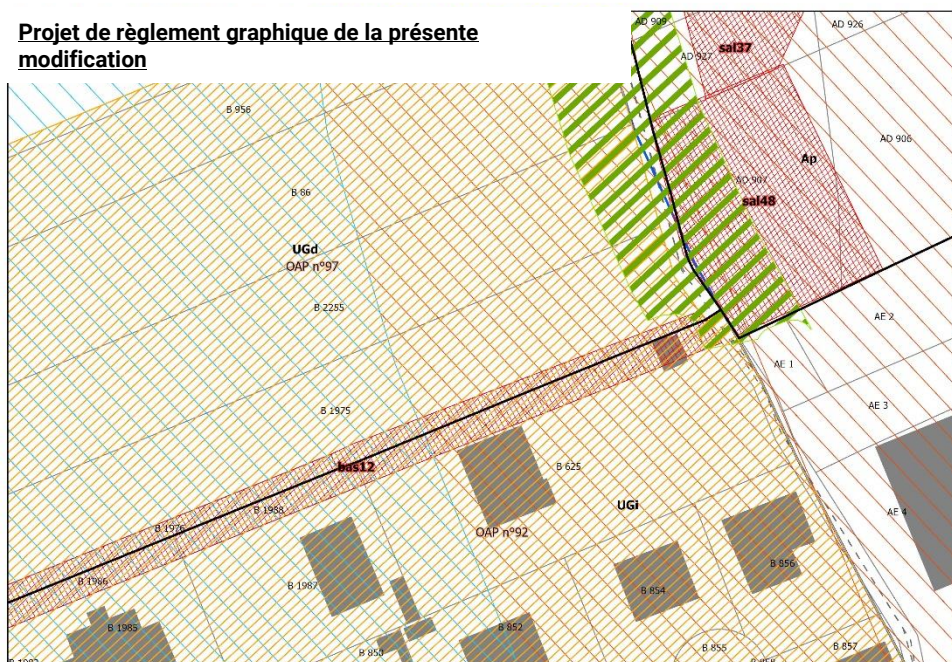 Projet de règlement graphique de la présente
modification
AD 909
AD 926
sal37
AD 927
B 956
AD 906
Ap
B 86
AD 907
sal48
UGd
OAP n°97
B 2255
AE 2
AE 1
B 1975
AE 3
bas12
B 625
B 1988
UGi
AE 4
B 1976
OAP n°92
B 1986
B 1987
B 856
B 854
B 1985
B 852
B 855
B 857
B 853